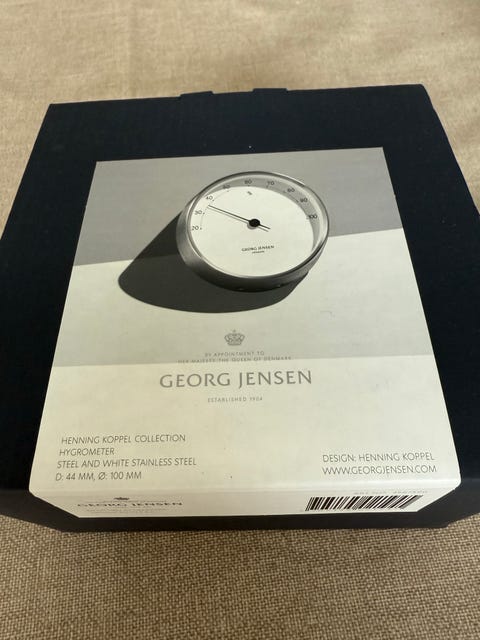 %
20
30
40
50
60
70
80
90
100
GEORG JENSEN
BY APPOINTMENT TO
HER MAJESTY THE QUEEN OF DENMARK
GEORG JENSEN
ESTABLISHED 1904
HENNING KOPPEL COLLECTION
HYGROMETER
STEEL AND WHITE STAINLESS STEEL
D: 44 MM, Ø: 100 MM
DESIGN: HENNING KOPPEL
WWW.GEORGJENSEN.COM
GEORG JENSEN